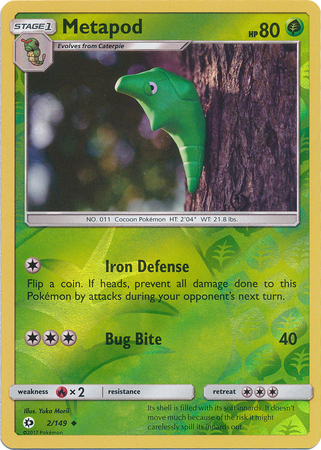 STAGE 1 Metapod HP 80
Evolves from Caterpie
NO. 011 Cocoon Pokémon HT: 2'04" WT: 21.8 lbs.
Iron Defense
Flip a coin. If heads, prevent all damage done to this
Pokémon by attacks during your opponent's next turn.
Bug Bite 40
weakness ×2 resistance retreat
Illus. Yuka Morii
2/149
©2017 Pokémon
Its shell is filled with its soft innards. It doesn't
move much because of the risk it might
carelessly spill its innards out.